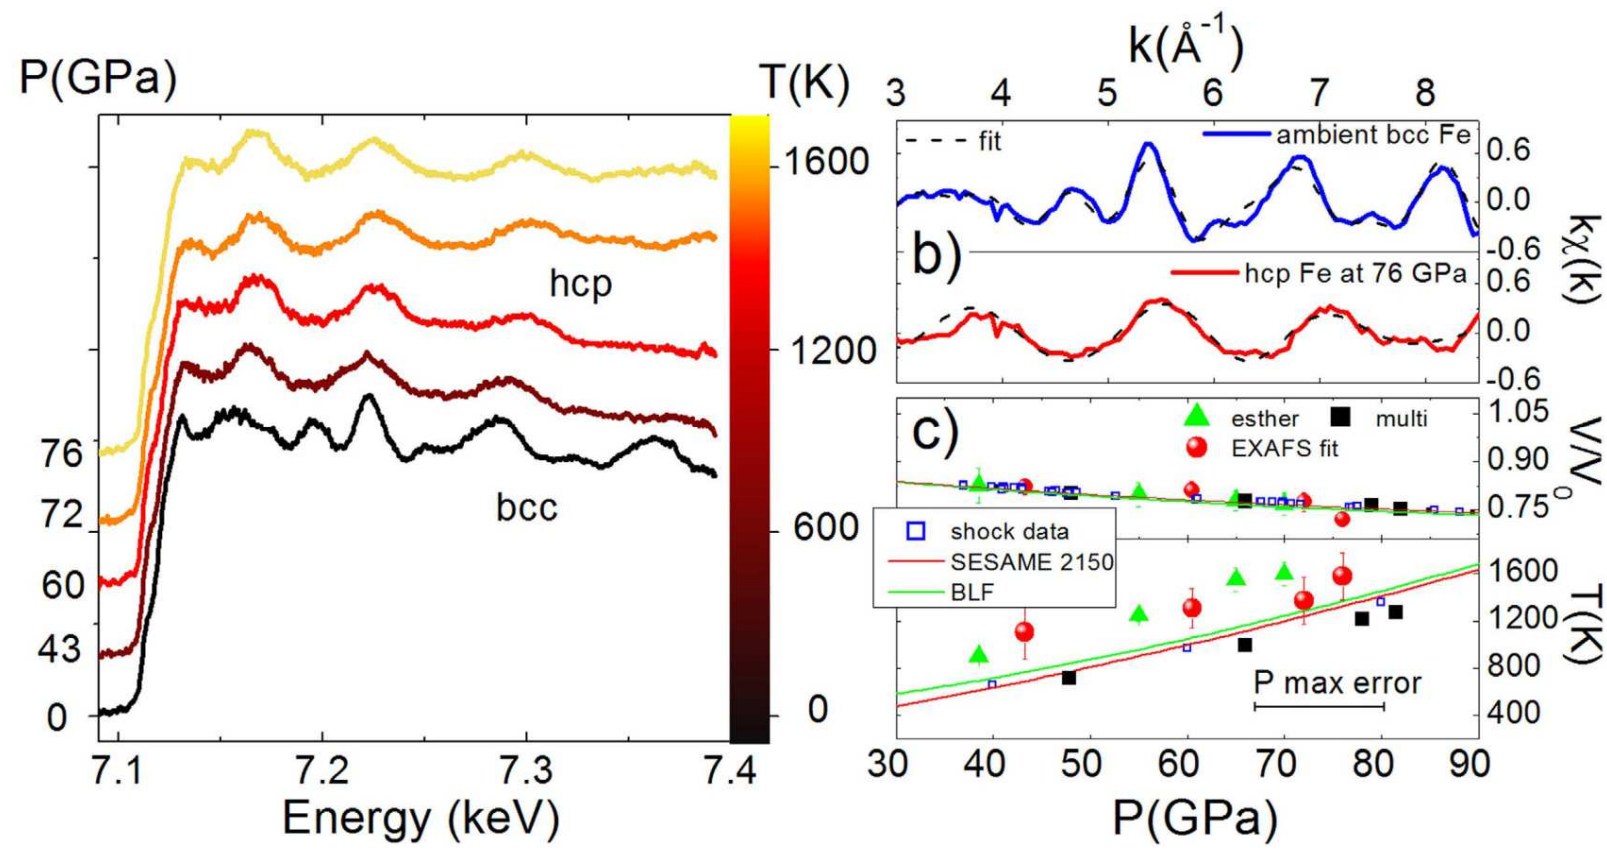 P(GPa)
T(K)
76
72
60
43
0
1600
1200
600
0
hcp
bcc
7.1 7.2 7.3 7.4
Energy (keV)
k(Å-1)
3 4 5 6 7 8
fit
ambient bcc Fe
0.6
0.0
-0.6
b)
hcp Fe at 76 GPa
0.6
0.0
-0.6
kχ(k)
c)
esther
multi
EXAFS fit
1.05
0.90
0.75
V/V0
shock data
SESAME 2150
BLF
1600
1200
800
400
T(K)
P max error
30 40 50 60 70 80 90
P(GPa)